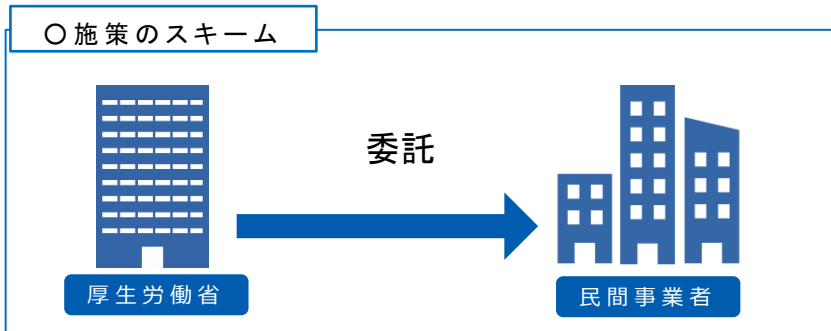 〇施策のスキーム
委託
厚生労働省
民間事業者